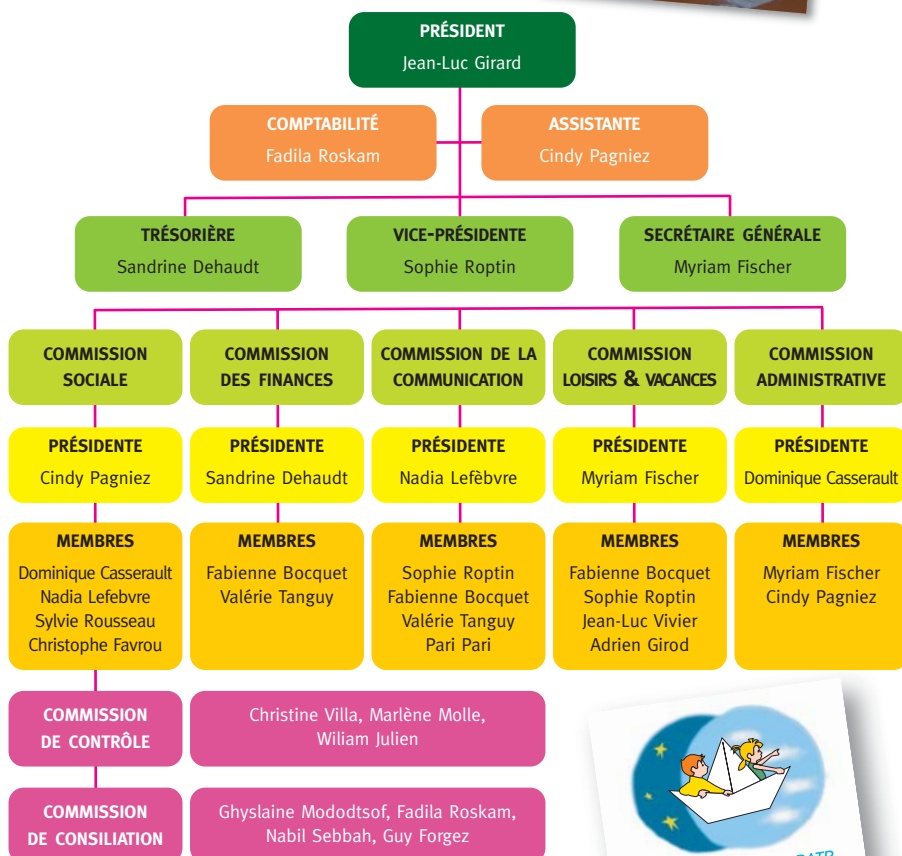 PRÉSIDENT
Jean-Luc Girard
COMPTABILITÉ
Fadila Roskam
ASSISTANTE
Cindy Pagniez
TRÉSORIÈRE
Sandrine Dehaudt
VICE-PRÉSIDENTE
Sophie Roptin
SECRÉTAIRE GÉNÉRALE
Myriam Fischer
COMMISSION
SOCIALE
COMMISSION
DES FINANCES
COMMISSION DE LA
COMMUNICATION
COMMISSION
LOISIRS & VACANCES
COMMISSION
ADMINISTRATIVE
PRÉSIDENTE
Cindy Pagniez
PRÉSIDENTE
Sandrine Dehaudt
PRÉSIDENTE
Nadia Lefèbvre
PRÉSIDENTE
Myriam Fischer
PRÉSIDENTE
Dominique Casserault
MEMBRES
Dominique Casserault
Nadia Lefebvre
Sylvie Rousseau
Christophe Favrou
MEMBRES
Fabienne Bocquet
Valérie Tanguy
MEMBRES
Sophie Roptin
Fabienne Bocquet
Valérie Tanguy
Pari Pari
MEMBRES
Fabienne Bocquet
Sophie Roptin
Jean-Luc Vivier
Adrien Girod
MEMBRES
Myriam Fischer
Cindy Pagniez
COMMISSION
DE CONTRÔLE
Christine Villa, Marlène Molle,
Wiliam Julien
COMMISSION
DE CONSILIATION
Ghyslaine Mododtsof, Fadila Roskam,
Nabil Sebbah, Guy Forgez